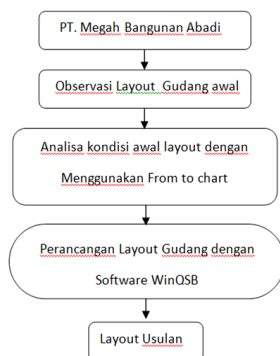 PT. Megah Bangunan Abadi
Observasi Layout Gudang awal
Analisa kondisi awal layout dengan
Menggunakan From to chart
Perancangan Layout Gudang dengan
Software WinQSB
Layout Usulan